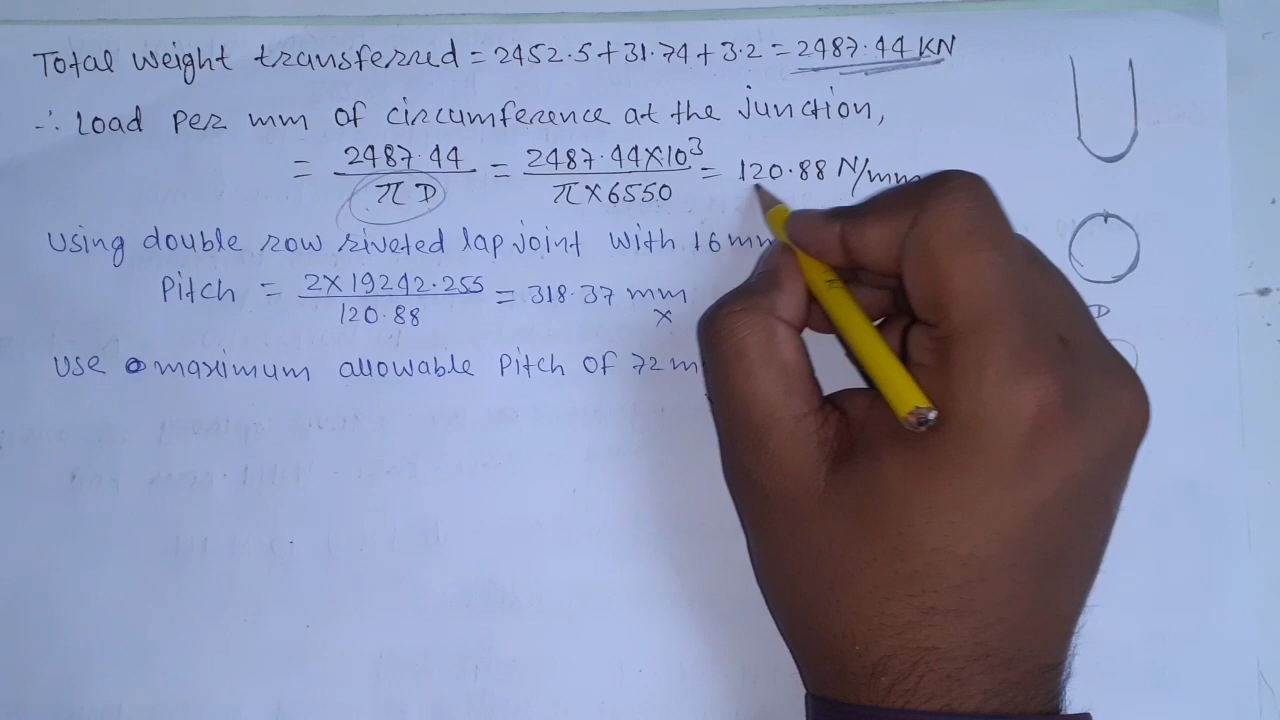 Total weight transferred = 2452.5+31.74+3.2 = 2487.44 KN
∴ Load per mm of circumference at the junction,
= 2487.44 / πD = 2487.44×10³ / π×6550 = 120.88 N/mm
Using double row riveted lap joint with 16mm
Pitch = 2×19242.255 / 120.88 = 318.37 mm
x
Use maximum allowable pitch of 72 m
D